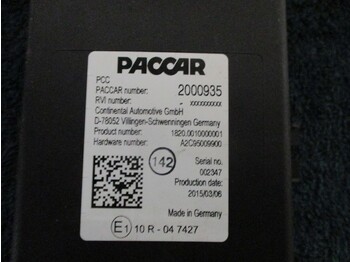 PACCAR
PCC
PACCAR number: 2000935
RVI number: - xxxxxxxxxx
Continental Automotive GmbH
D-78052 Villingen-Schwenningen Germany
Product number: 1820.0010000001
Hardware number: A2C95009900
142
Serial no.
002347
Production date
2015/03/06
Made in Germany
E1 10 R - 04 7427